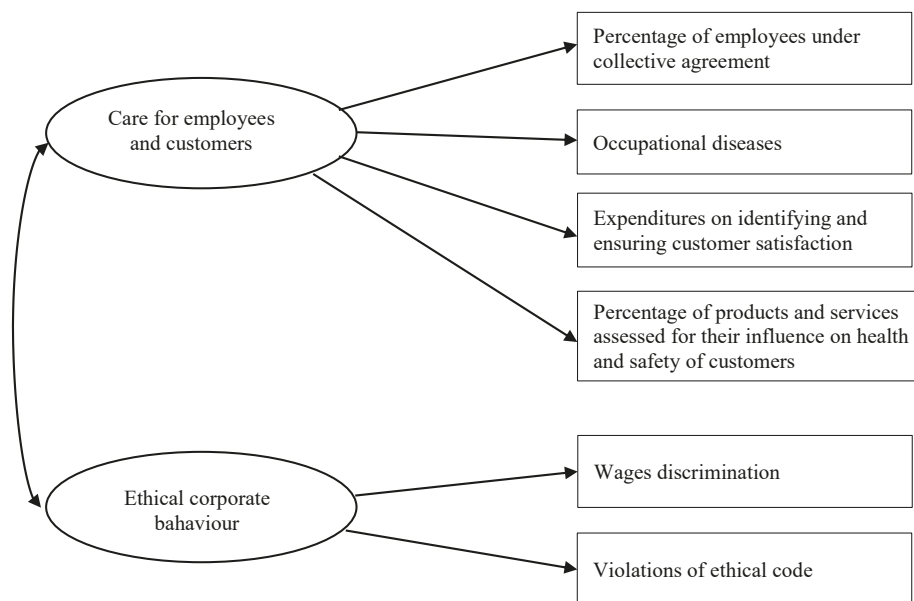 Percentage of employees under
collective agreement
Care for employees
and customers
Occupational diseases
Expenditures on identifying and
ensuring customer satisfaction
Percentage of products and services
assessed for their influence on health
and safety of customers
Ethical corporate
bahaviour
Wages discrimination
Violations of ethical code